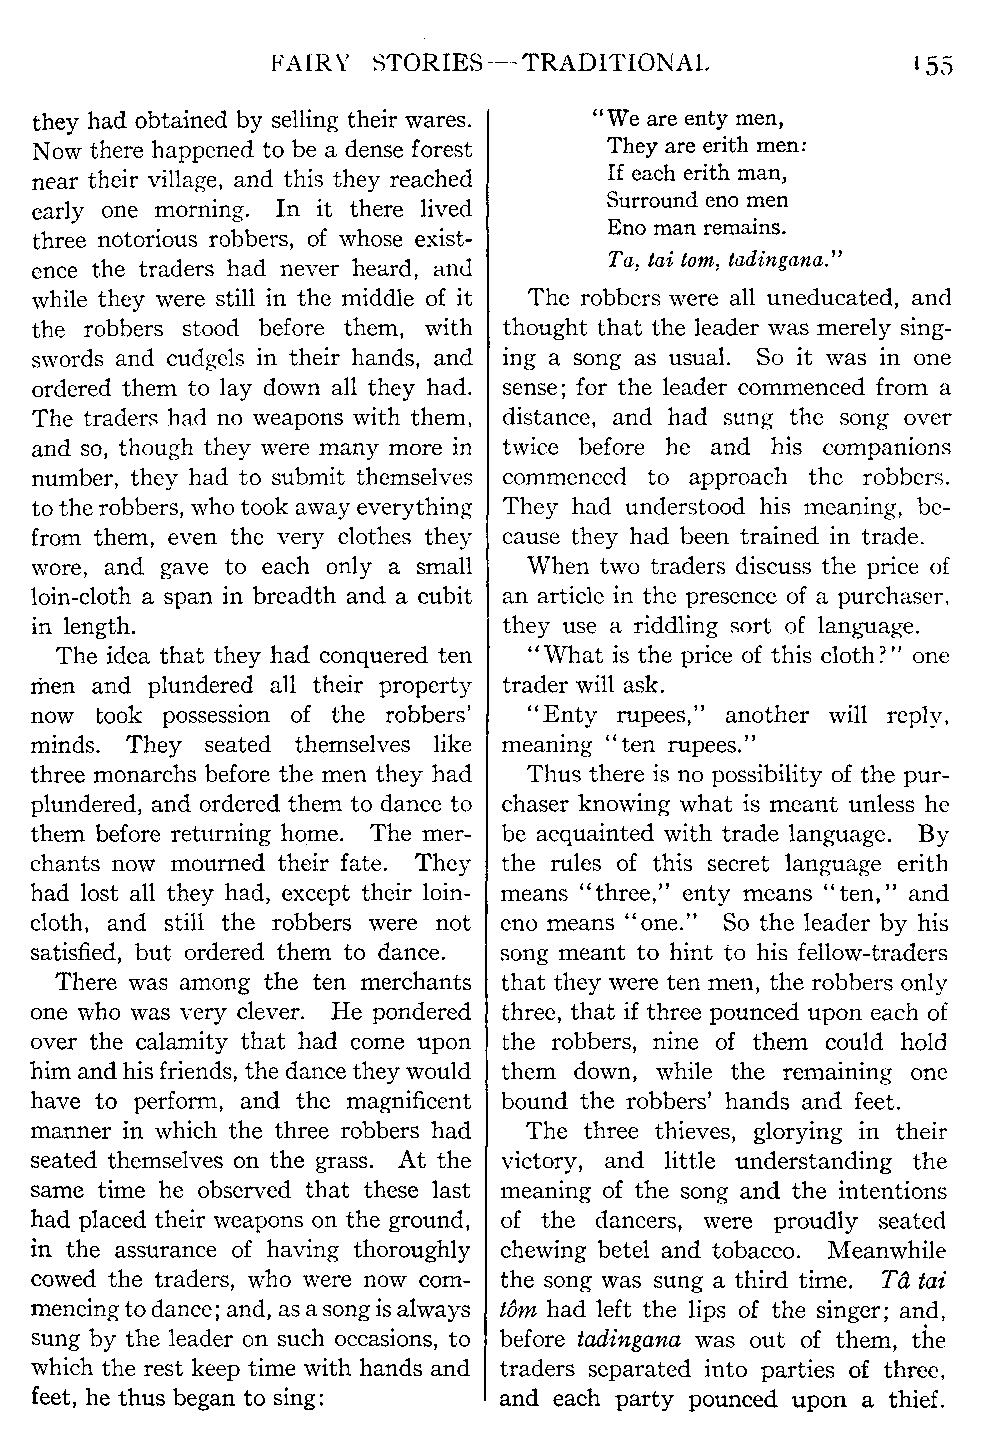 FAIRY STORIES—TRADITIONAL 155
they had obtained by selling their wares.
Now there happened to be a dense forest
near their village, and this they reached
early one morning. In it there lived
three notorious robbers, of whose exist-
ence the traders had never heard, and
while they were still in the middle of it
the robbers stood before them, with
swords and cudgels in their hands, and
ordered them to lay down all they had.
The traders had no weapons with them,
and so, though they were many more in
number, they had to submit themselves
to the robbers, who took away everything
from them, even the very clothes they
wore, and gave to each only a small
loin-cloth a span in breadth and a cubit
in length.
The idea that they had conquered ten
men and plundered all their property
now took possession of the robbers'
minds. They seated themselves like
three monarchs before the men they had
plundered, and ordered them to dance to
them before returning home. The mer-
chants now mourned their fate. They
had lost all they had, except their loin-
cloth, and still the robbers were not
satisfied, but ordered them to dance.
There was among the ten merchants
one who was very clever. He pondered
over the calamity that had come upon
him and his friends, the dance they would
have to perform, and the magnificent
manner in which the three robbers had
seated themselves on the grass. At the
same time he observed that these last
had placed their weapons on the ground,
in the assurance of having thoroughly
cowed the traders, who were now com-
mencing to dance; and, as a song is always
sung by the leader on such occasions, to
which the rest keep time with hands and
feet, he thus began to sing:
"We are enty men,
They are erith men:
If each erith man,
Surround eno men
Eno man remains.
Ta, tai tom, tadingana."
The robbers were all uneducated, and
thought that the leader was merely sing-
ing a song as usual. So it was in one
sense; for the leader commenced from a
distance, and had sung the song over
twice before he and his companions
commenced to approach the robbers.
They had understood his meaning, be-
cause they had been trained in trade.
When two traders discuss the price of
an article in the presence of a purchaser,
they use a riddling sort of language.
"What is the price of this cloth?" one
trader will ask.
"Enty rupees," another will reply,
meaning "ten rupees."
Thus there is no possibility of the pur-
chaser knowing what is meant unless he
be acquainted with trade language. By
the rules of this secret language erith
means "three," enty means "ten," and
eno means "one." So the leader by his
song meant to hint to his fellow-traders
that they were ten men, the robbers only
three, that if three pounced upon each of
the robbers, nine of them could hold
them down, while the remaining one
bound the robbers' hands and feet.
The three thieves, glorying in their
victory, and little understanding the
meaning of the song and the intentions
of the dancers, were proudly seated
chewing betel and tobacco. Meanwhile
the song was sung a third time. Tâ tai
tôm had left the lips of the singer; and,
before tadingana was out of them, the
traders separated into parties of three,
and each party pounced upon a thief.